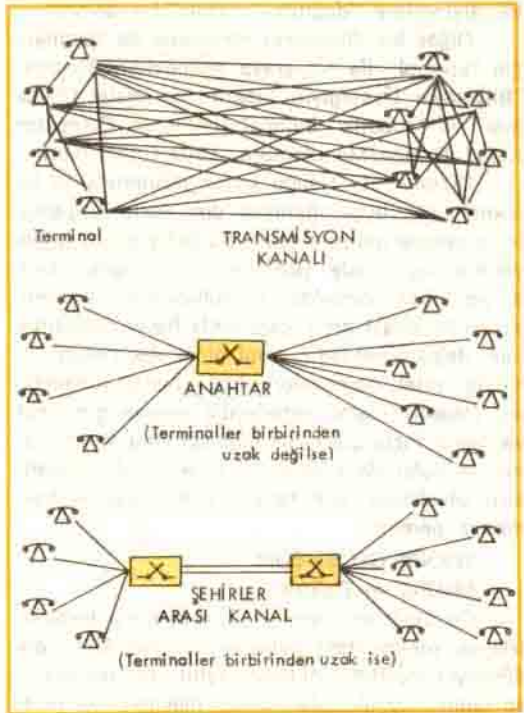 Terminal
TRANSMİSYON
KANALI
ANAHTAR
(Terminaller birbirinden
uzak değilse)
ŞEHİRLER
ARASI KANAL
(Terminaller birbirinden uzak ise)